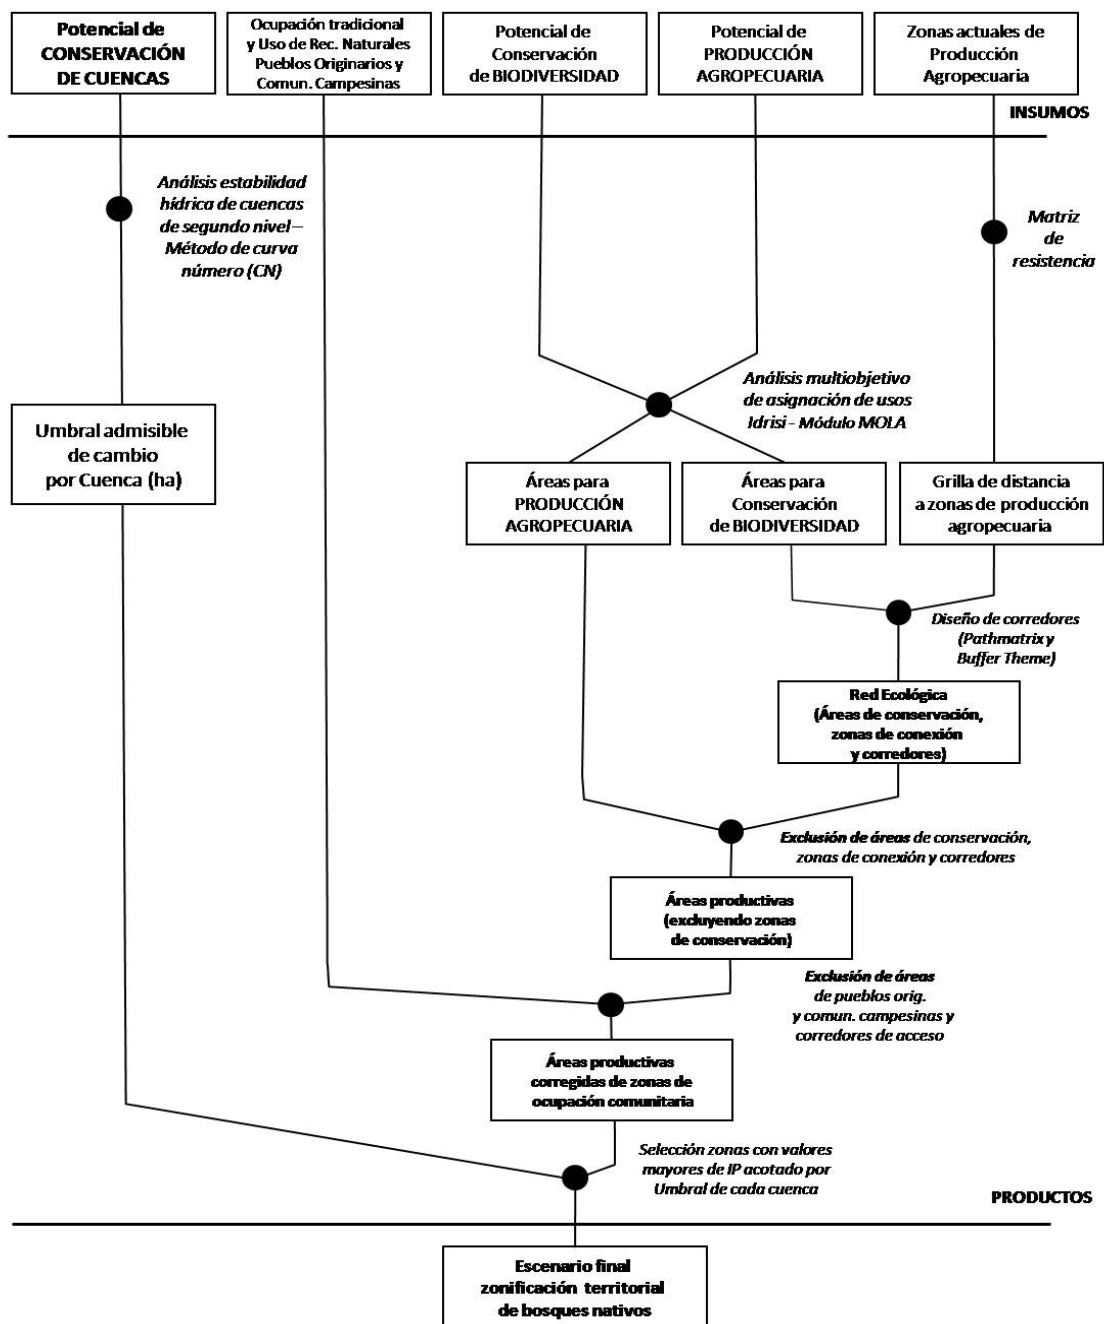 Potencial de
CONSERVACIÓN
DE CUENCAS
Ocupación tradicional
y Uso de Rec. Naturales
Pueblos Originarios y
Comun. Campesinas
Potencial de
Conservación
de BIODIVERSIDAD
Potencial de
PRODUCCIÓN
AGROPECUARIA
Zonas actuales de
Producción
Agropecuaria
INSUMOS
Análisis estabilidad
hídrica de cuencas
de segundo nivel –
Método de curva
número (CN)
Matriz
de
resistencia
Análisis multiobjetivo
de asignación de usos
Idrisi - Módulo MOLA
Umbral admisible
de cambio
por Cuenca (ha)
Áreas para
PRODUCCIÓN
AGROPECUARIA
Áreas para
Conservación
de BIODIVERSIDAD
Grilla de distancia
a zonas de producción
agropecuaria
Diseño de corredores
(Pathmatrix y
Buffer Theme)
Red Ecológica
(Áreas de conservación,
zonas de conexión
y corredores)
Exclusión de áreas de conservación,
zonas de conexión y corredores
Áreas productivas
(excluyendo zonas
de conservación)
Exclusión de áreas
de pueblos orig.
y comun. campesinas y
corredores de acceso
Áreas productivas
corregidas de zonas de
ocupación comunitaria
Selección zonas con valores
mayores de IP acotado por
Umbral de cada cuenca
PRODUCTOS
Escenario final
zonificación territorial
de bosques nativos